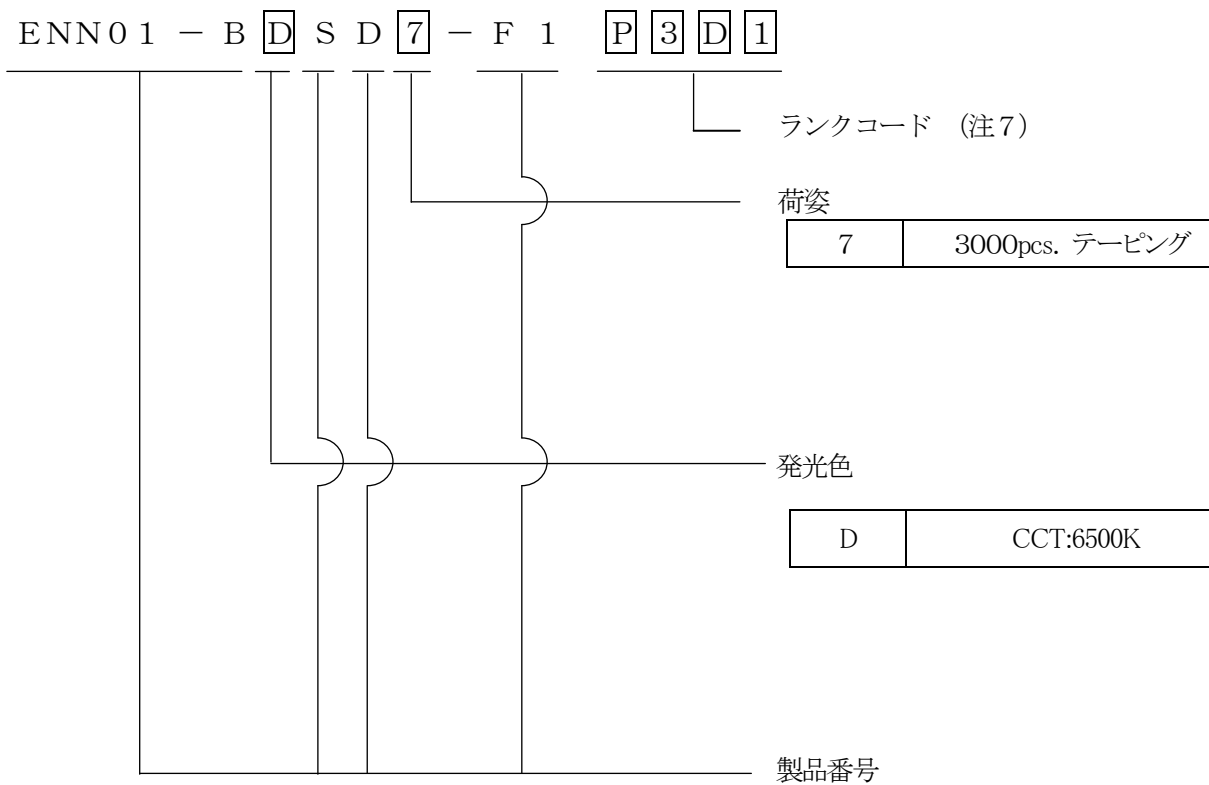 ENN01 － B D S D 7 － F 1 P 3 D 1
ランクコード (注7)
荷姿
7 3000pcs. テーピング
発光色
D CCT:6500K
製品番号